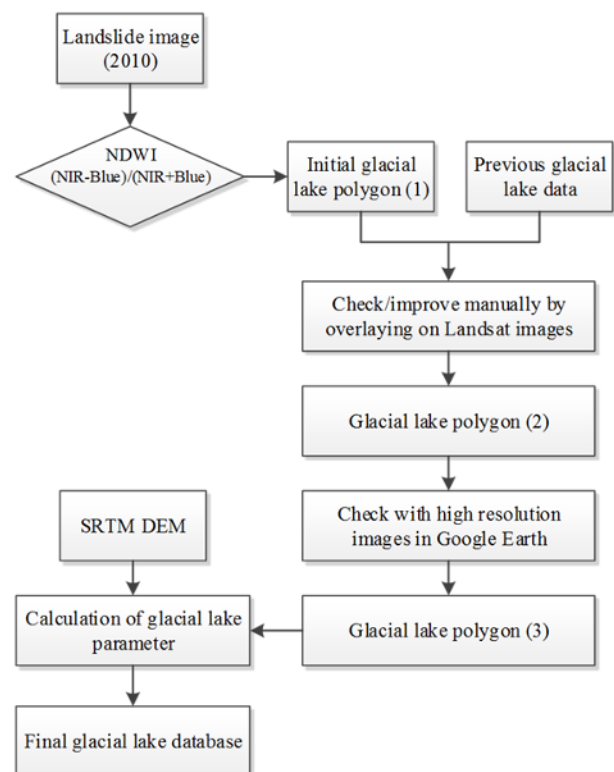 Landslide image
(2010)
NDWI
(NIR-Blue)/(NIR+Blue)
Initial glacial
lake polygon (1)
Previous glacial
lake data
Check/improve manually by
overlaying on Landsat images
Glacial lake polygon (2)
Check with high resolution
images in Google Earth
SRTM DEM
Calculation of glacial lake
parameter
Glacial lake polygon (3)
Final glacial lake database